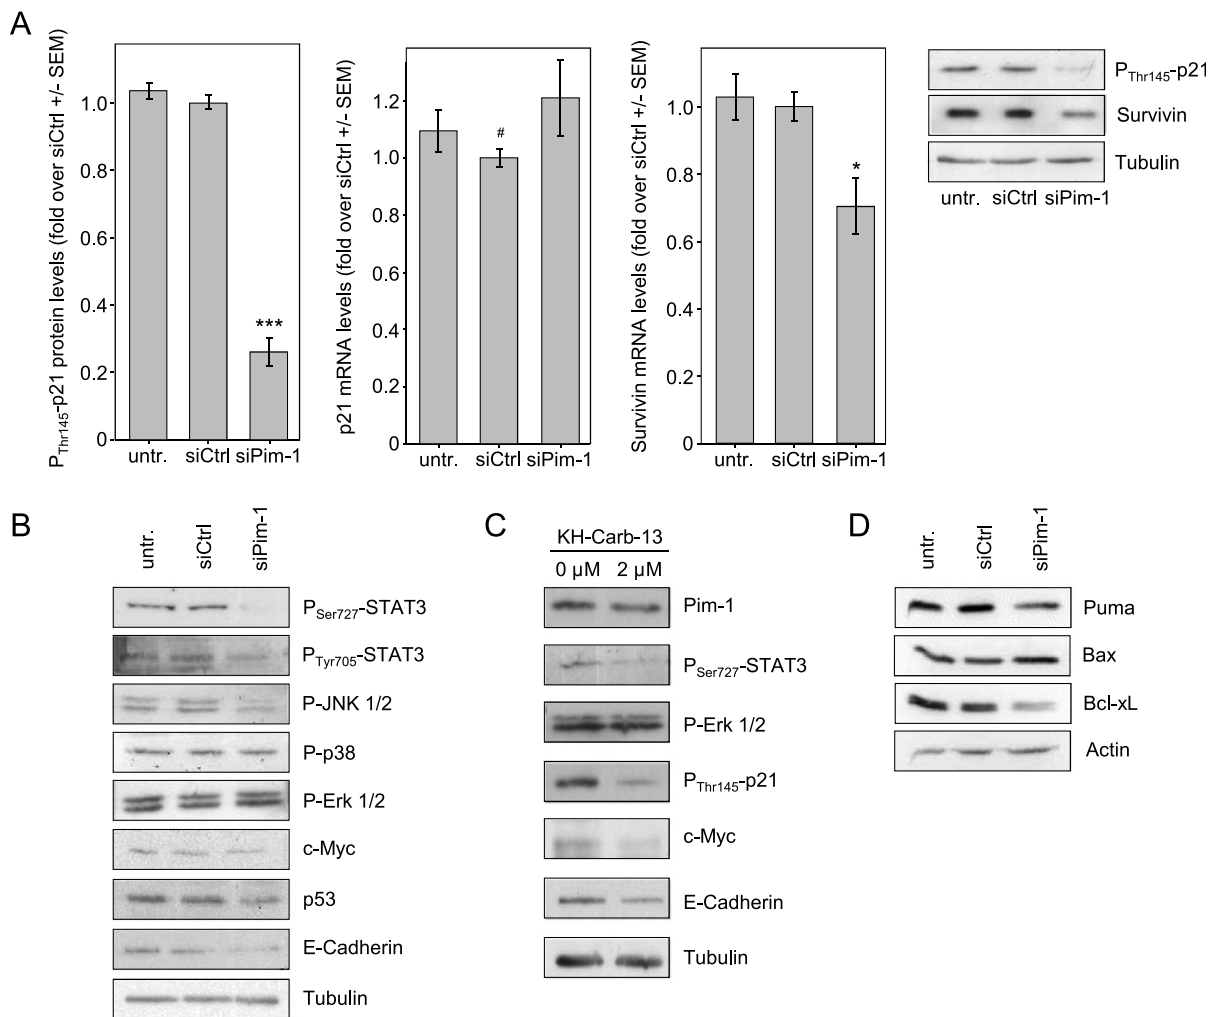 A
P_Thr145-p21 protein levels (fold over siCtrl +/- SEM)
1.0
0.8
0.6
0.4
0.2
0
untr. siCtrl siPim-1
***
p21 mRNA levels (fold over siCtrl +/- SEM)
1.2
1.0
0.8
0.6
0.4
0.2
0
untr. siCtrl siPim-1
#
Survivin mRNA levels (fold over siCtrl +/- SEM)
1.0
0.8
0.6
0.4
0.2
0
untr. siCtrl siPim-1
*
P_Thr145-p21
Survivin
Tubulin
untr. siCtrl siPim-1
B
untr. siCtrl siPim-1
P_Ser727-STAT3
P_Tyr705-STAT3
P-JNK 1/2
P-p38
P-Erk 1/2
c-Myc
p53
E-Cadherin
Tubulin
C
KH-Carb-13
0 µM 2 µM
Pim-1
P_Ser727-STAT3
P-Erk 1/2
P_Thr145-p21
c-Myc
E-Cadherin
Tubulin
D
untr. siCtrl siPim-1
Puma
Bax
Bcl-xL
Actin